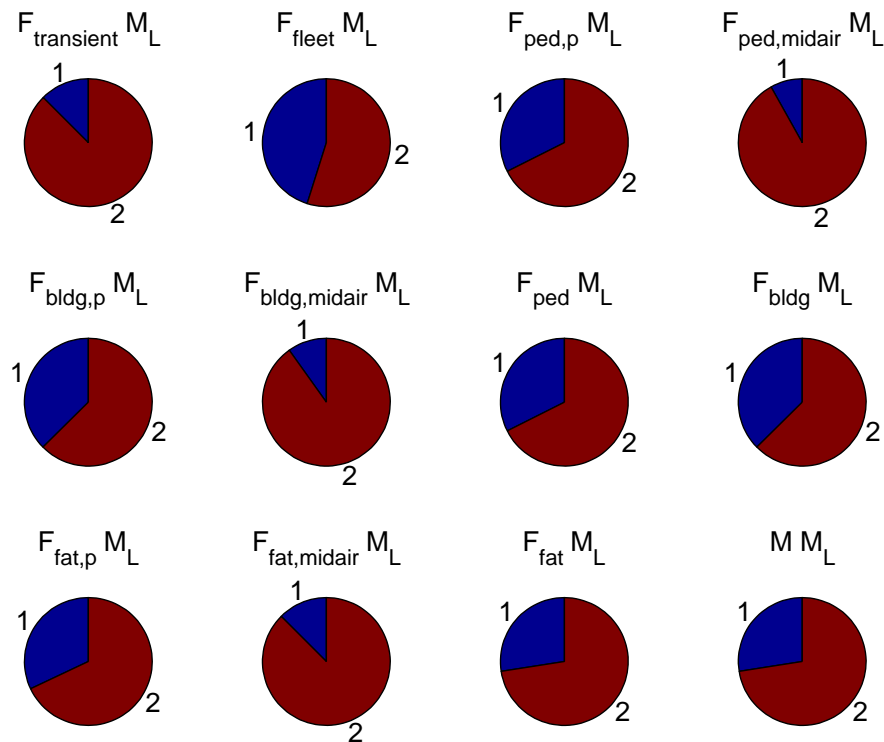 F_transient M_L F_fleet M_L F_ped,p M_L F_ped,midair M_L
1 2 1 2 1 2 1 2
F_bldg,p M_L F_bldg,midair M_L F_ped M_L F_bldg M_L
1 2 1 2 1 2 1 2
F_fat,p M_L F_fat,midair M_L F_fat M_L M M_L
1 2 1 2 1 2 1 2